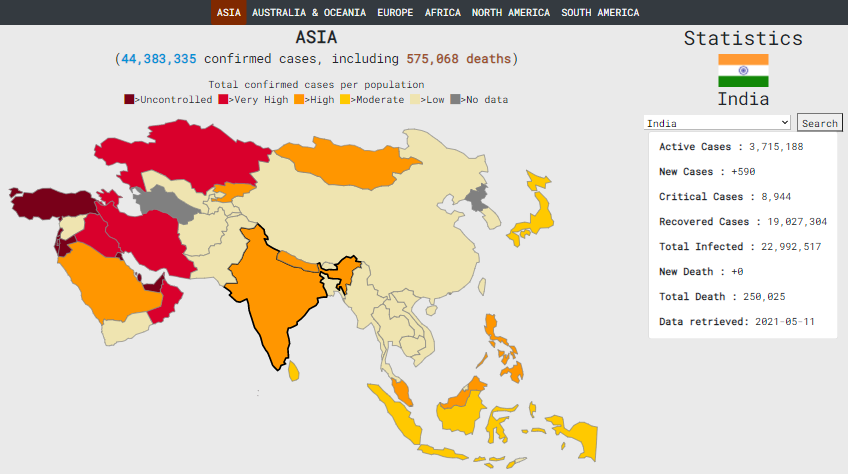 ASIA AUSTRALIA & OCEANIA EUROPE AFRICA NORTH AMERICA SOUTH AMERICA
ASIA
(44,383,335 confirmed cases, including 575,068 deaths)
Total confirmed cases per population
>Uncontrolled >Very High >High >Moderate >Low >No data
Statistics
India
India Search
Active Cases : 3,715,188
New Cases : +590
Critical Cases : 8,944
Recovered Cases : 19,027,304
Total Infected : 22,992,517
New Death : +0
Total Death : 250,025
Data retrieved: 2021-05-11